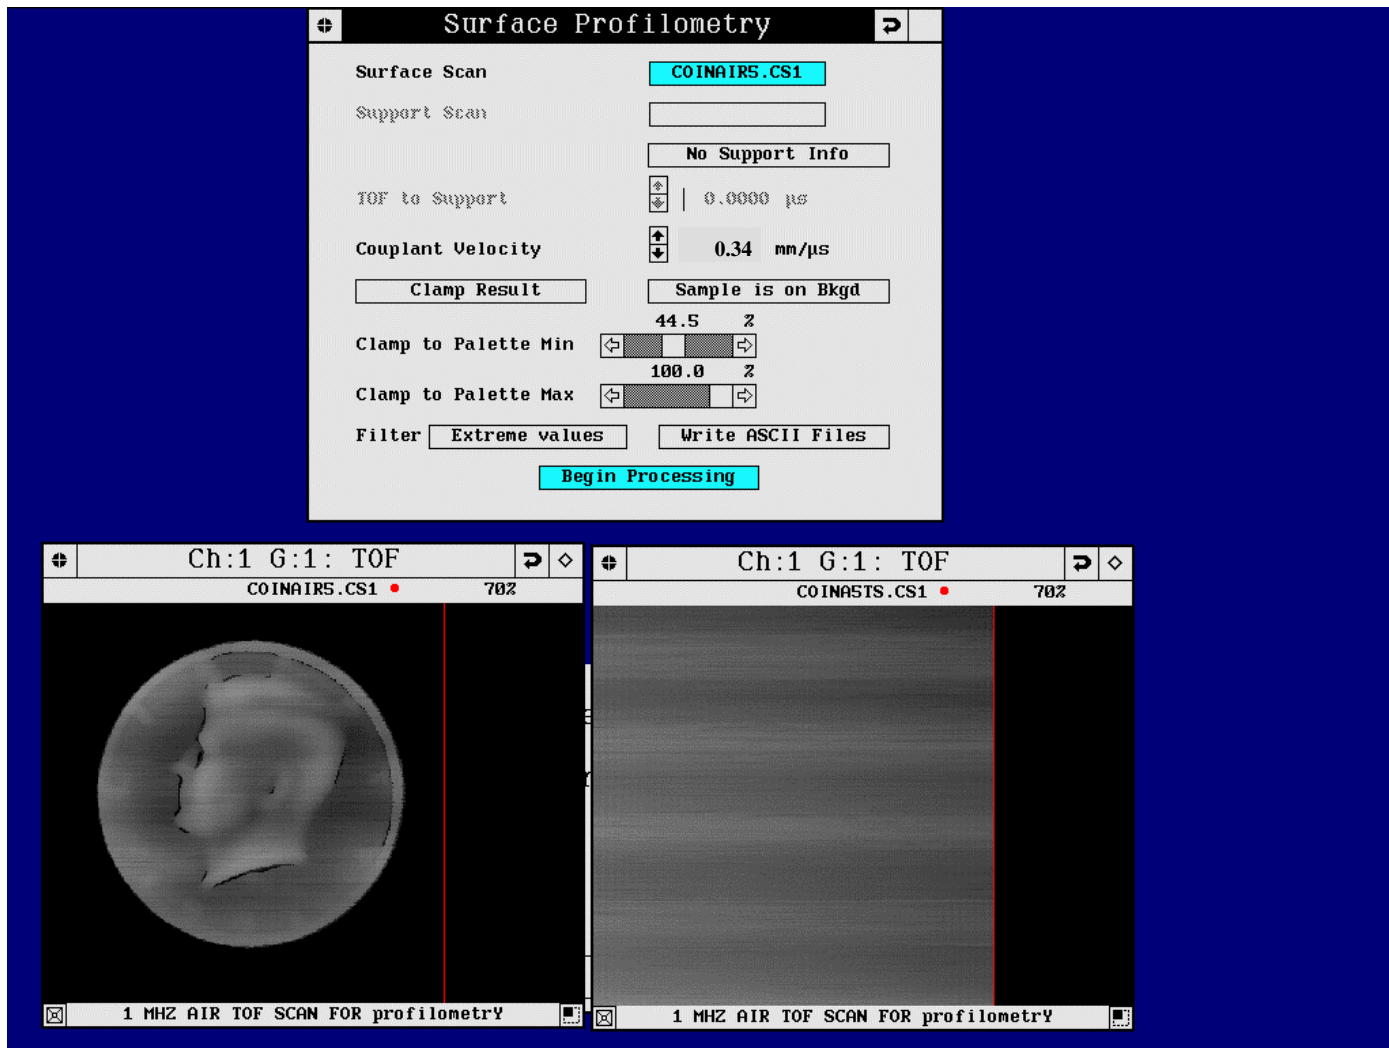 Surface Profilometry
Surface Scan COINAIR5.CS1
Support Scan
No Support Info
TOF to Support 0.0000 µs
Couplant Velocity 0.34 mm/µs
Clamp Result Sample is on Bkgd
44.5 %
Clamp to Palette Min
100.0 %
Clamp to Palette Max
Filter Extreme values Write ASCII Files
Begin Processing
Ch:1 G:1: TOF
COINAIR5.CS1 70%
1 MHZ AIR TOF SCAN FOR profilometrY
Ch:1 G:1: TOF
COINA5TS.CS1 70%
1 MHZ AIR TOF SCAN FOR profilometrY